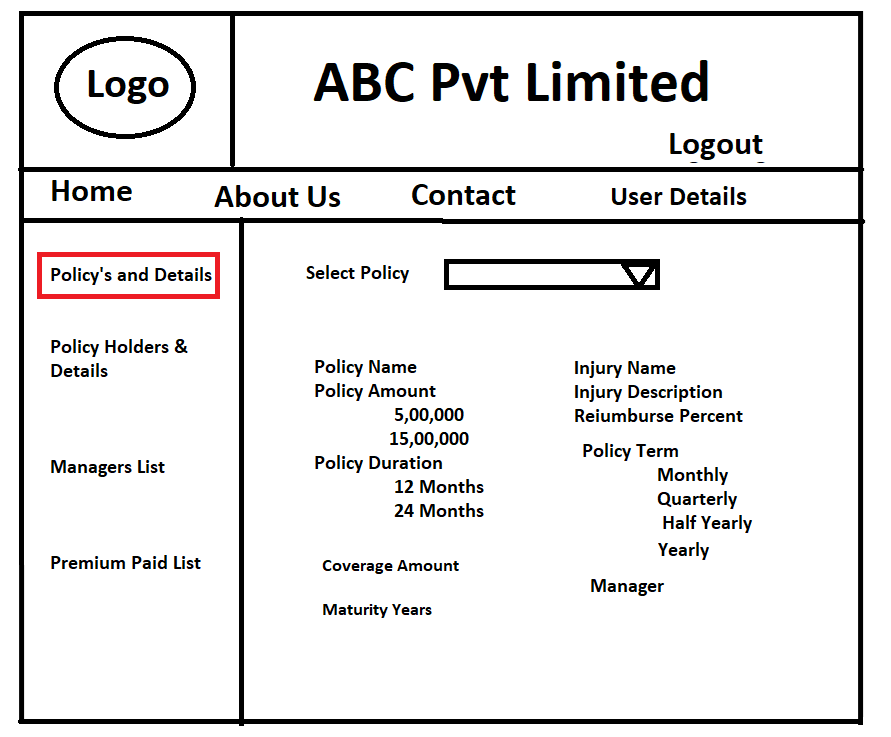 Logo
ABC Pvt Limited
Logout
Home
About Us
Contact
User Details
Policy's and Details
Policy Holders &
Details
Managers List
Premium Paid List
Select Policy
Policy Name
Policy Amount
5,00,000
15,00,000
Policy Duration
12 Months
24 Months
Coverage Amount
Maturity Years
Injury Name
Injury Description
Reiumburse Percent
Policy Term
Monthly
Quarterly
Half Yearly
Yearly
Manager